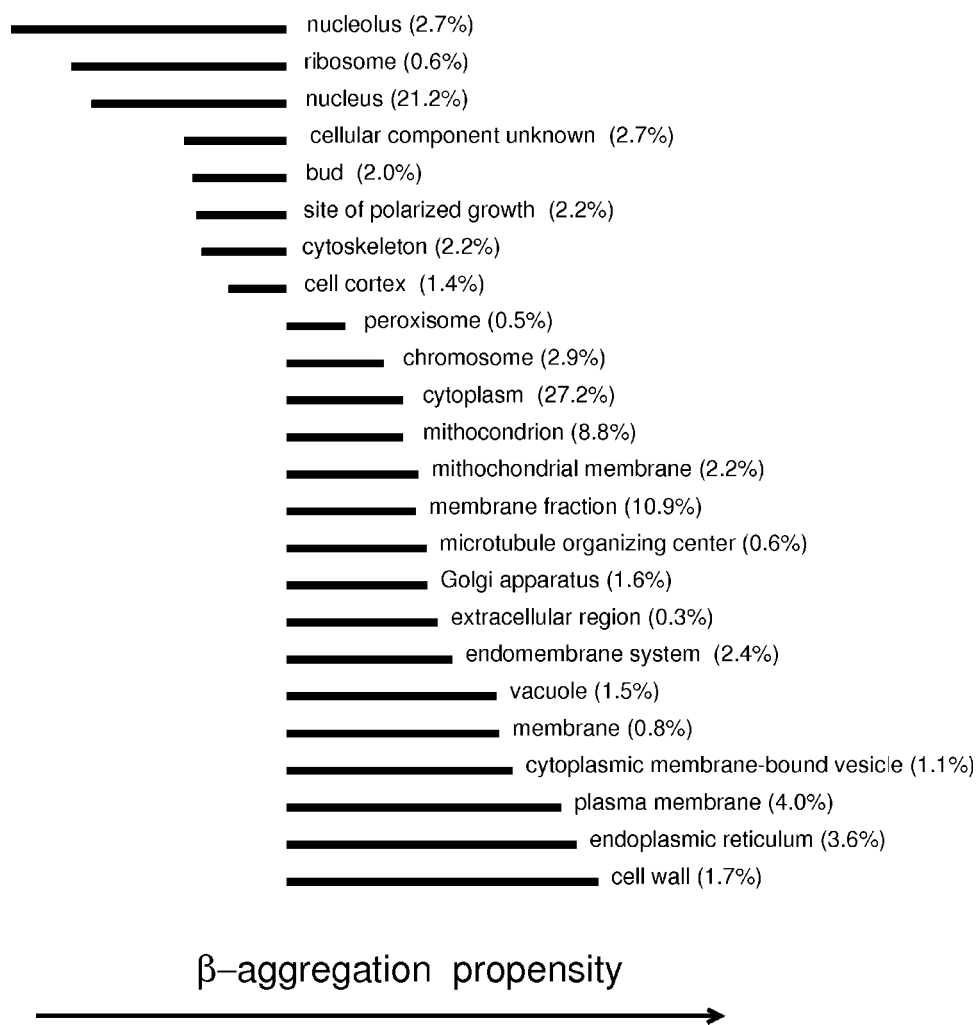 nucleolus (2.7%)
ribosome (0.6%)
nucleus (21.2%)
cellular component unknown (2.7%)
bud (2.0%)
site of polarized growth (2.2%)
cytoskeleton (2.2%)
cell cortex (1.4%)
peroxisome (0.5%)
chromosome (2.9%)
cytoplasm (27.2%)
mithocondrion (8.8%)
mithochondrial membrane (2.2%)
membrane fraction (10.9%)
microtubule organizing center (0.6%)
Golgi apparatus (1.6%)
extracellular region (0.3%)
endomembrane system (2.4%)
vacuole (1.5%)
membrane (0.8%)
cytoplasmic membrane-bound vesicle (1.1%)
plasma membrane (4.0%)
endoplasmic reticulum (3.6%)
cell wall (1.7%)
β–aggregation propensity